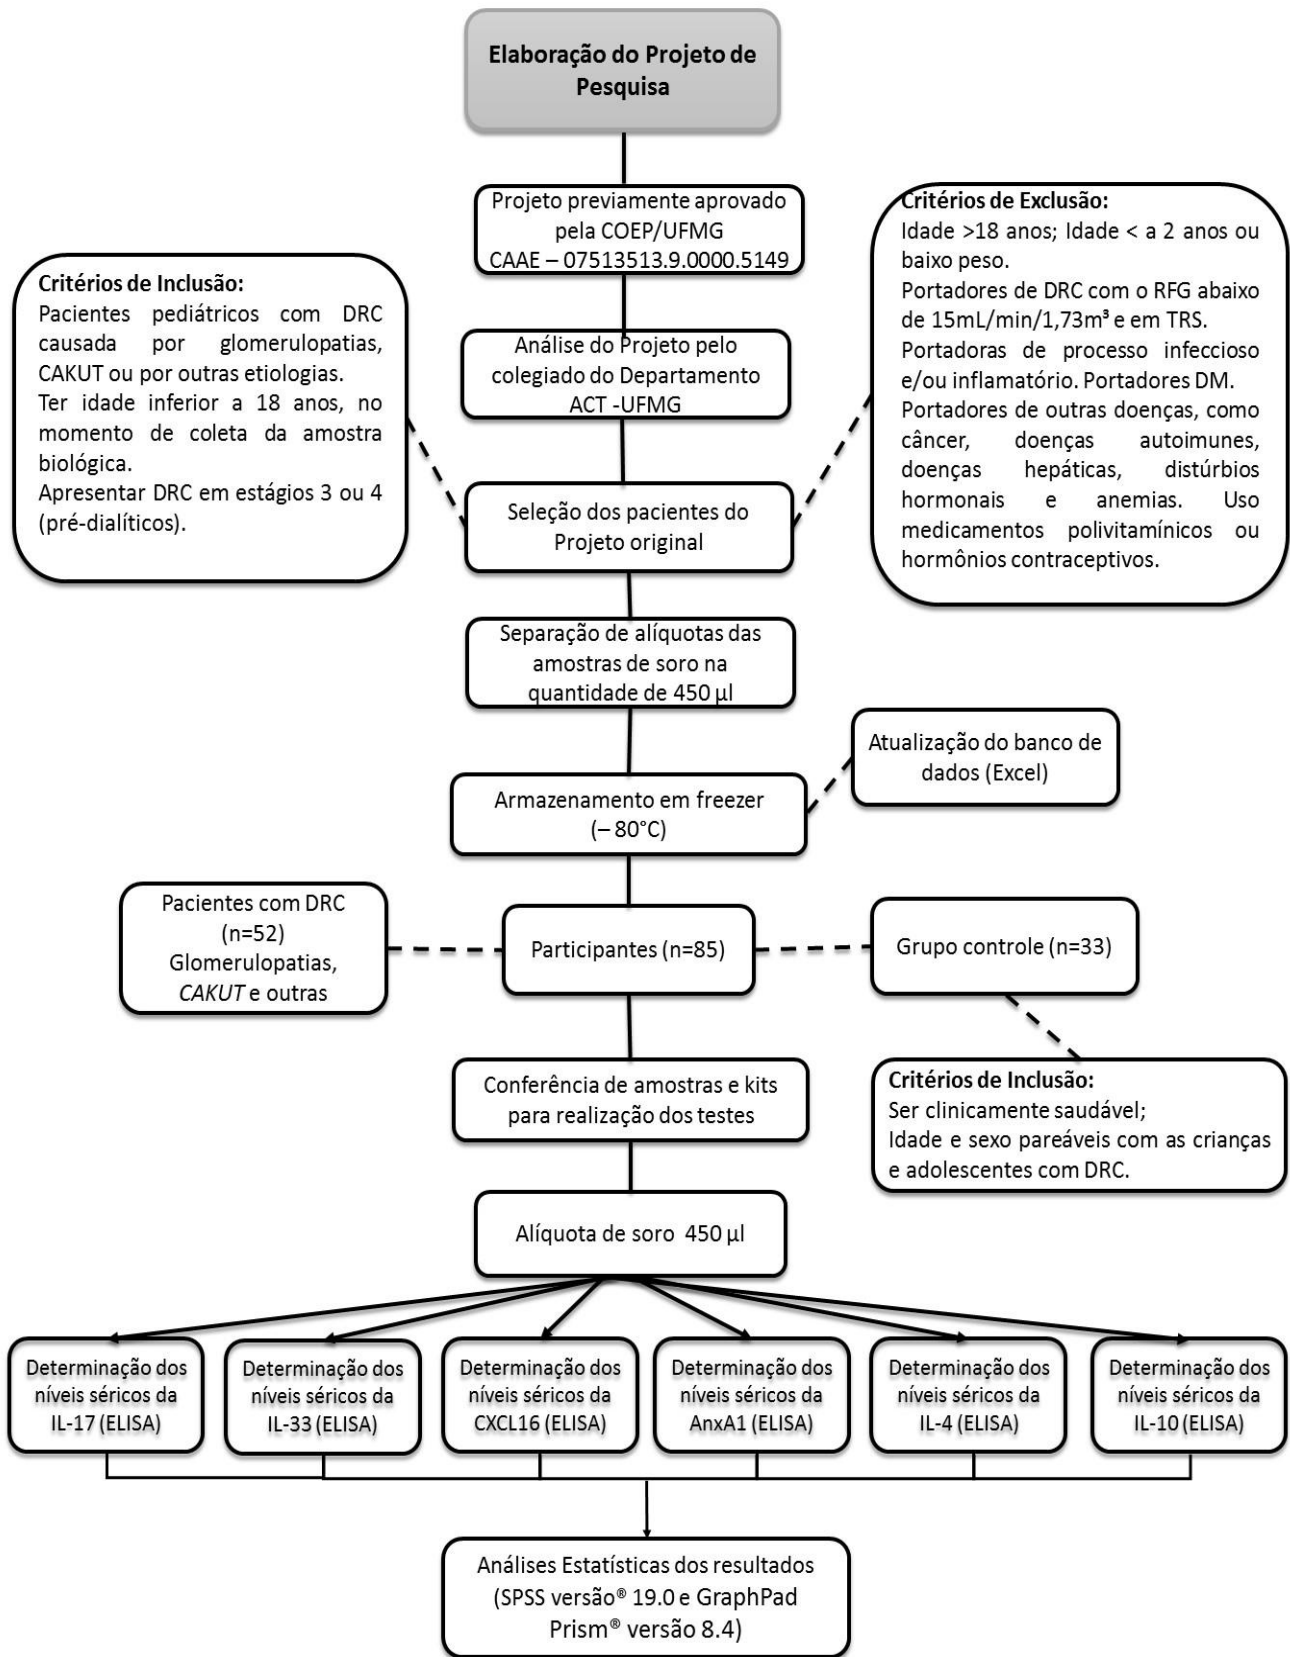 Elaboração do Projeto de
Pesquisa
Projeto previamente aprovado
pela COEP/UFMG
CAAE – 07513513.9.0000.5149
Critérios de Inclusão:
Pacientes pediátricos com DRC
causada por glomerulopatias,
CAKUT ou por outras etiologias.
Ter idade inferior a 18 anos, no
momento de coleta da amostra
biológica.
Apresentar DRC em estágios 3 ou 4
(pré-dialíticos).
Critérios de Exclusão:
Idade >18 anos; Idade < a 2 anos ou
baixo peso.
Portadores de DRC com o RFG abaixo
de 15mL/min/1,73m³ e em TRS.
Portadoras de processo infeccioso
e/ou inflamatório. Portadores DM.
Portadores de outras doenças, como
câncer, doenças autoimunes,
doenças hepáticas, distúrbios
hormonais e anemias. Uso
medicamentos polivitamínicos ou
hormônios contraceptivos.
Análise do Projeto pelo
colegiado do Departamento
ACT -UFMG
Seleção dos pacientes do
Projeto original
Separação de alíquotas das
amostras de soro na
quantidade de 450 µl
Atualização do banco de
dados (Excel)
Armazenamento em freezer
(– 80°C)
Pacientes com DRC
(n=52)
Glomerulopatias,
CAKUT e outras
Participantes (n=85)
Grupo controle (n=33)
Critérios de Inclusão:
Ser clinicamente saudável;
Idade e sexo pareáveis com as crianças
e adolescentes com DRC.
Conferência de amostras e kits
para realização dos testes
Alíquota de soro 450 µl
Determinação dos
níveis séricos da
IL-17 (ELISA)
Determinação dos
níveis séricos da
IL-33 (ELISA)
Determinação dos
níveis séricos da
CXCL16 (ELISA)
Determinação dos
níveis séricos da
AnxA1 (ELISA)
Determinação dos
níveis séricos da
IL-4 (ELISA)
Determinação dos
níveis séricos da
IL-10 (ELISA)
Análises Estatísticas dos resultados
(SPSS versão® 19.0 e GraphPad
Prism® versão 8.4)